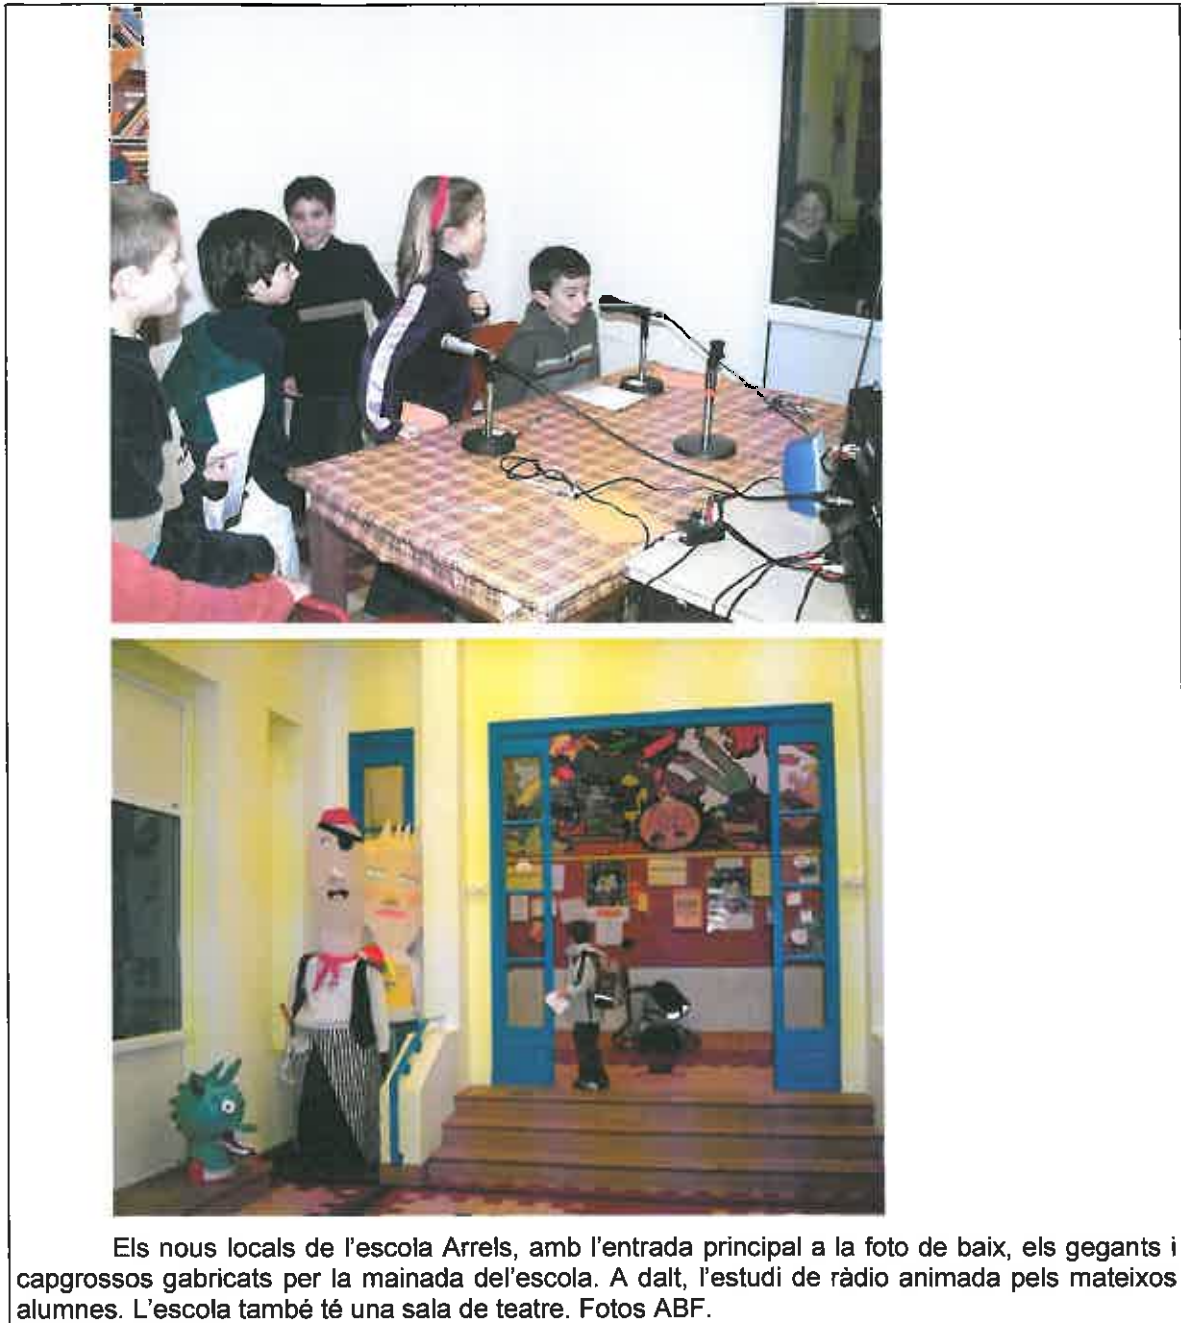 Els nous locals de l'escola Arrels, amb l'entrada principal a la foto de baix, els gegants i
capgrossos gabricats per la mainada del'escola. A dalt, l'estudi de ràdio animada pels mateixos
alumnes. L'escola també té una sala de teatre. Fotos ABF.